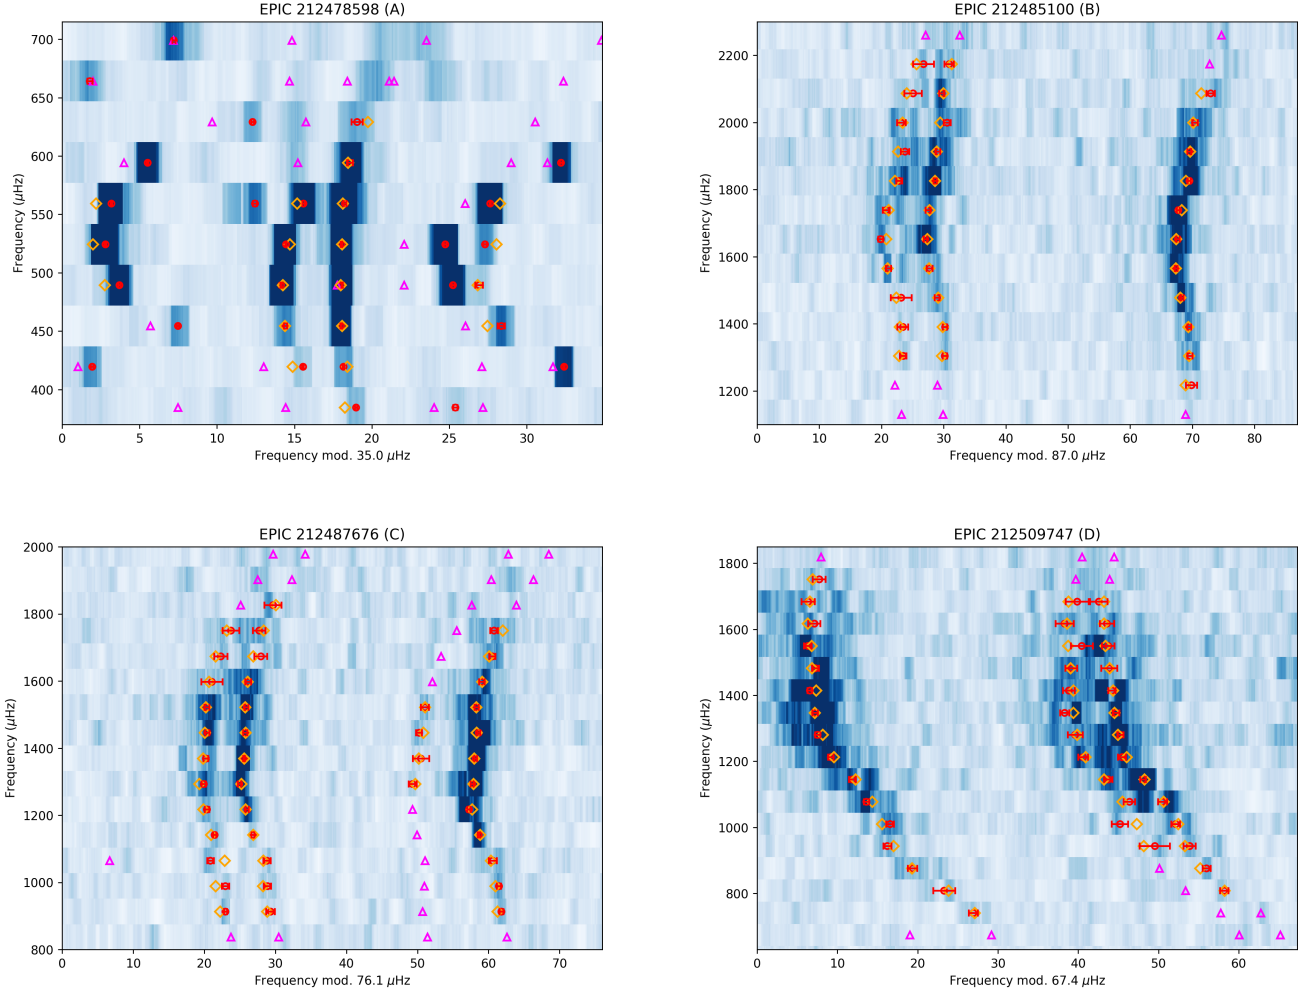 EPIC 212478598 (A)
700
650
600
550
500
450
400
Frequency (μHz)
0 5 10 15 20 25 30
Frequency mod. 35.0 μHz
EPIC 212485100 (B)
2200
2000
1800
1600
1400
1200
Frequency (μHz)
0 10 20 30 40 50 60 70 80
Frequency mod. 87.0 μHz
EPIC 212487676 (C)
2000
1800
1600
1400
1200
1000
800
Frequency (μHz)
0 10 20 30 40 50 60 70
Frequency mod. 76.1 μHz
EPIC 212509747 (D)
1800
1600
1400
1200
1000
800
Frequency (μHz)
0 10 20 30 40 50 60
Frequency mod. 67.4 μHz